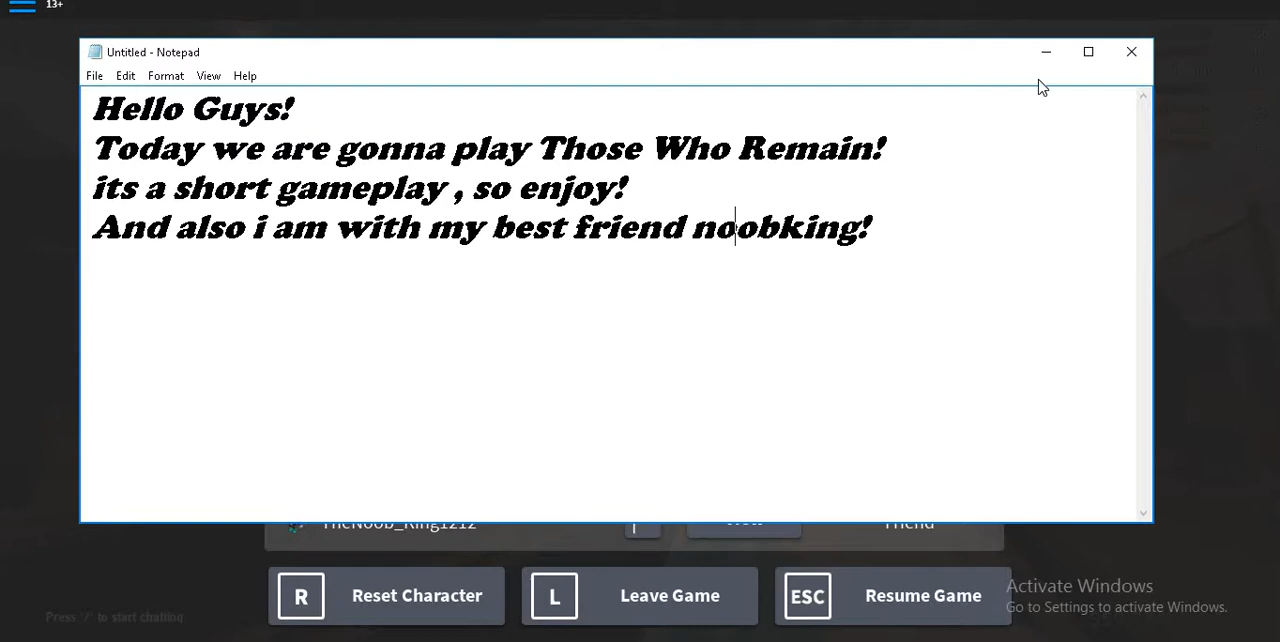 13+
Untitled - Notepad
File Edit Format View Help
Hello Guys!
Today we are gonna play Those Who Remain!
its a short gameplay , so enjoy!
And also i am with my best friend noobking!
TheN00b_King1212 Friend
R Reset Character L Leave Game ESC Resume Game
Activate Windows
Go to Settings to activate Windows.
Press '/' to start chatting